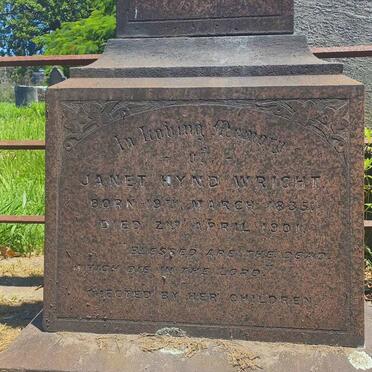 In Loving Memory
OF
JANET HYND WRIGHT
BORN 19TH MARCH 1835
DIED 2ND APRIL 1901
"BLESSED ARE THE DEAD
WHICH DIE IN THE LORD."
ERECTED BY HER CHILDREN